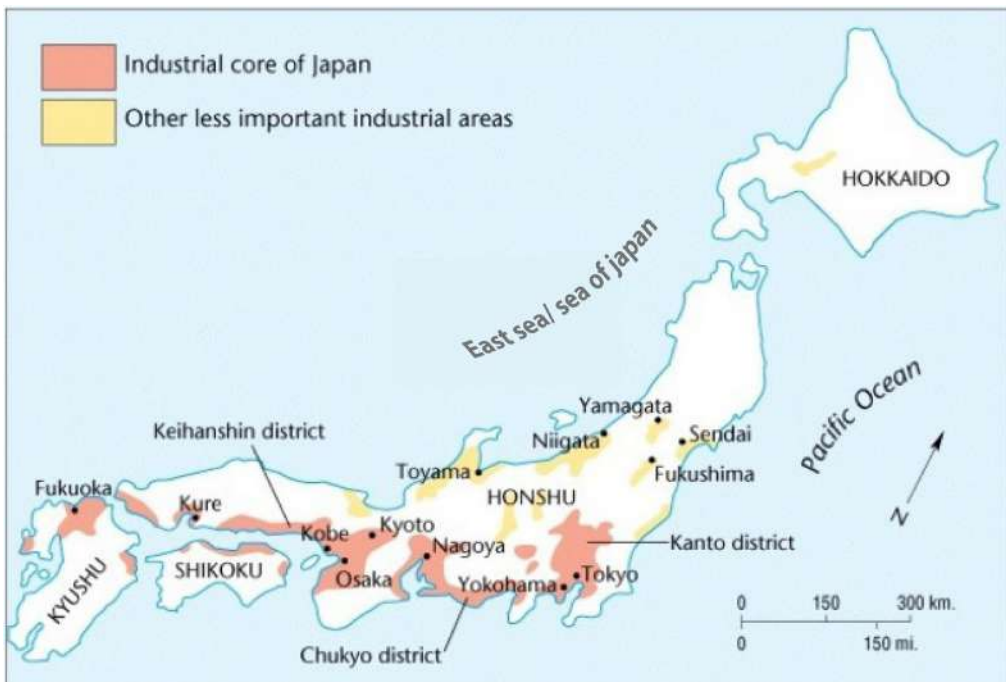 Industrial core of Japan
Other less important industrial areas
HOKKAIDO
East sea/ sea of japan
Pacific Ocean
Yamagata
Keihanshin district
Niigata
Sendai
Toyama
Fukushima
Fukuoka
Kure
HONSHU
Kyoto
Kobe
Nagoya
Kanto district
KYUSHU
SHIKOKU
Osaka
Yokohama
Tokyo
N
Chukyo district
0 150 300 km.
0 150 mi.